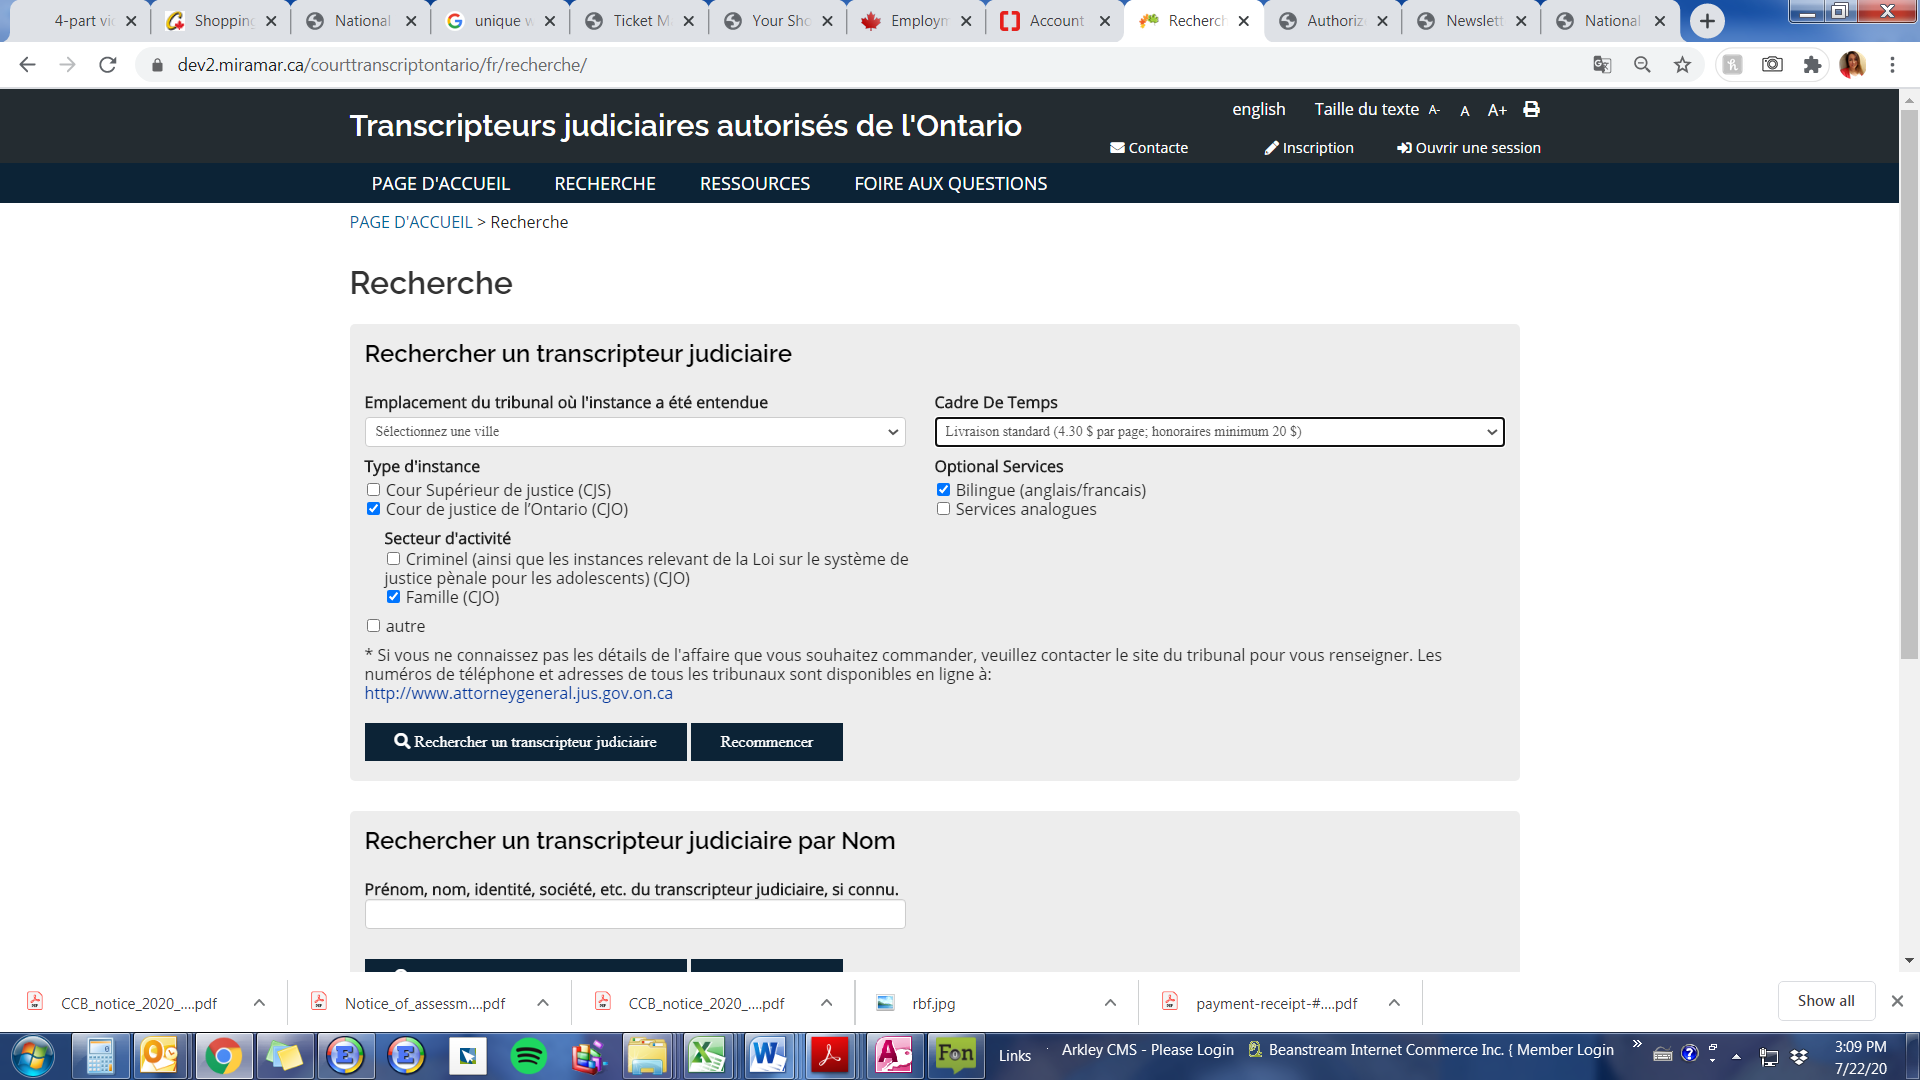 4-part vi
Shopping
National
unique w
Ticket M
Your Sho
Employm
Account
Recherch
Authoriz
Newslett
National
dev2.miramar.ca/courttranscriptontario/fr/recherche/
Transcripteurs judiciaires autorisés de l'Ontario
english Taille du texte A- A A+
Contacte Inscription Ouvrir une session
PAGE D'ACCUEIL RECHERCHE RESSOURCES FOIRE AUX QUESTIONS
PAGE D'ACCUEIL > Recherche
Recherche
Rechercher un transcripteur judiciaire
Emplacement du tribunal où l'instance a été entendue
Sélectionnez une ville
Cadre De Temps
Livraison standard (4.30 $ par page; honoraires minimum 20 $)
Type d'instance
Cour Supérieur de justice (CJS)
Cour de justice de l’Ontario (CJO)
Secteur d'activité
Criminel (ainsi que les instances relevant de la Loi sur le système de
justice pènale pour les adolescents) (CJO)
Famille (CJO)
autre
Optional Services
Bilingue (anglais/francais)
Services analogues
* Si vous ne connaissez pas les détails de l'affaire que vous souhaitez commander, veuillez contacter le site du tribunal pour vous renseigner. Les
numéros de téléphone et adresses de tous les tribunaux sont disponibles en ligne à:
http://www.attorneygeneral.jus.gov.on.ca
Rechercher un transcripteur judiciaire
Recommencer
Rechercher un transcripteur judiciaire par Nom
Prénom, nom, identité, société, etc. du transcripteur judiciaire, si connu.
CCB_notice_2020_....pdf
Notice_of_assessm....pdf
CCB_notice_2020_....pdf
rbf.jpg
payment-receipt-#....pdf
Show all
Fon
Links
Arkley CMS - Please Login
Beanstream Internet Commerce Inc. { Member Login
3:09 PM
7/22/20